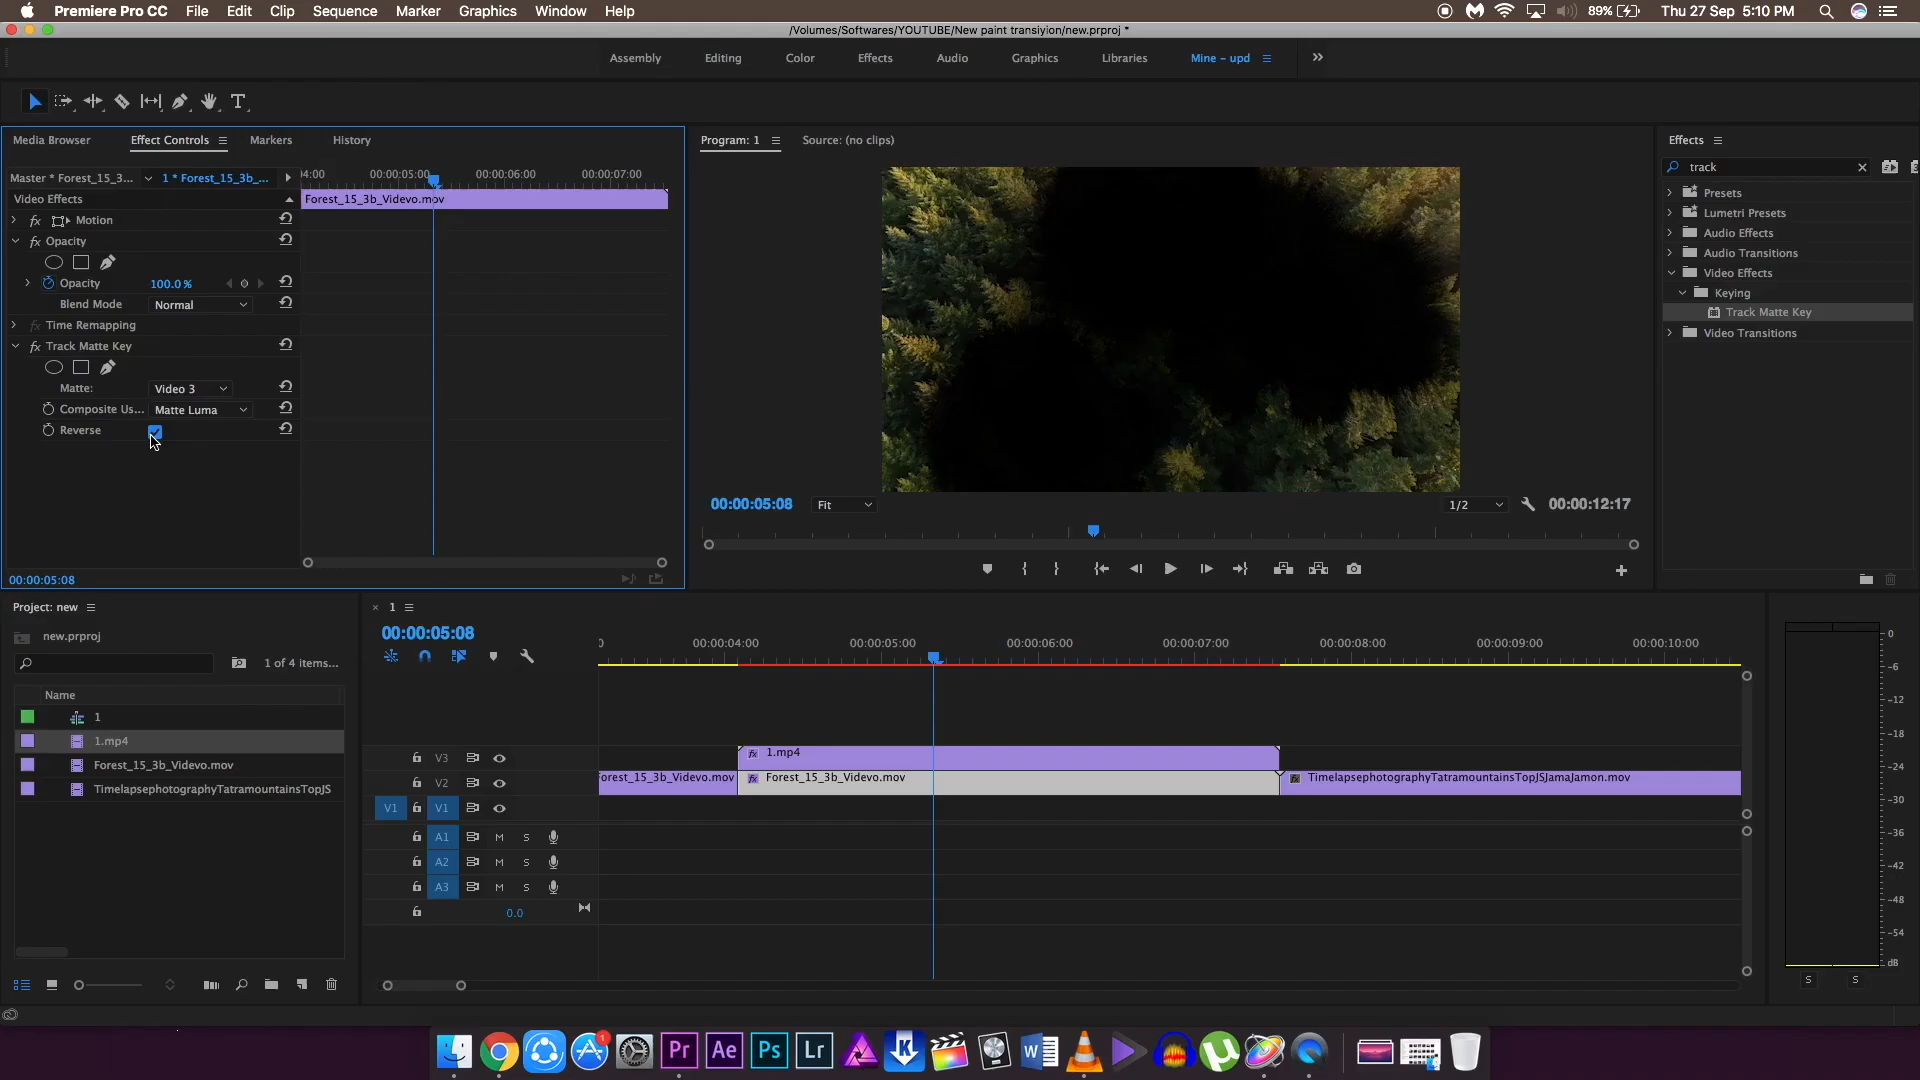 Premiere Pro CC File Edit Clip Sequence Marker Graphics Window Help 89% Thu 27 Sep 5:10 PM
/Volumes/Softwares/YOUTUBE/New paint transiyion/new.prproj *
Assembly Editing Color Effects Audio Graphics Libraries Mine - upd
Media Browser Effect Controls Markers History
Master * Forest_15_3... 1 * Forest_15_3b_...
Video Effects
fx Motion
fx Opacity
Opacity 100.0 %
Blend Mode Normal
fx Time Remapping
fx Track Matte Key
Matte: Video 3
Composite Us... Matte Luma
Reverse
00:00:05:08
00:00:05:00 00:00:06:00 00:00:07:00
Forest_15_3b_Videvo.mov
Program: 1 Source: (no clips)
00:00:05:08 Fit 1/2 00:00:12:17
Effects
track
Presets
Lumetri Presets
Audio Effects
Audio Transitions
Video Effects
Keying
Track Matte Key
Video Transitions
Project: new
new.prproj
1 of 4 items...
Name
1
1.mp4
Forest_15_3b_Videvo.mov
TimelapsephotographyTatramountainsTopJS
1
00:00:05:08
00:00:04:00 00:00:05:00 00:00:06:00 00:00:07:00 00:00:08:00 00:00:09:00 00:00:10:00
V3 fx 1.mp4
V2 orest_15_3b_Videvo.mov fx Forest_15_3b_Videvo.mov fx TimelapsephotographyTatramountainsTopJSJamaJamon.mov
V1 V1
A1 M S
A2 M S
A3 M S
0.0
0
-6
-12
-18
-24
-30
-36
-42
-48
-54
dB
S S
Pr Ae Ps Lr K W
1